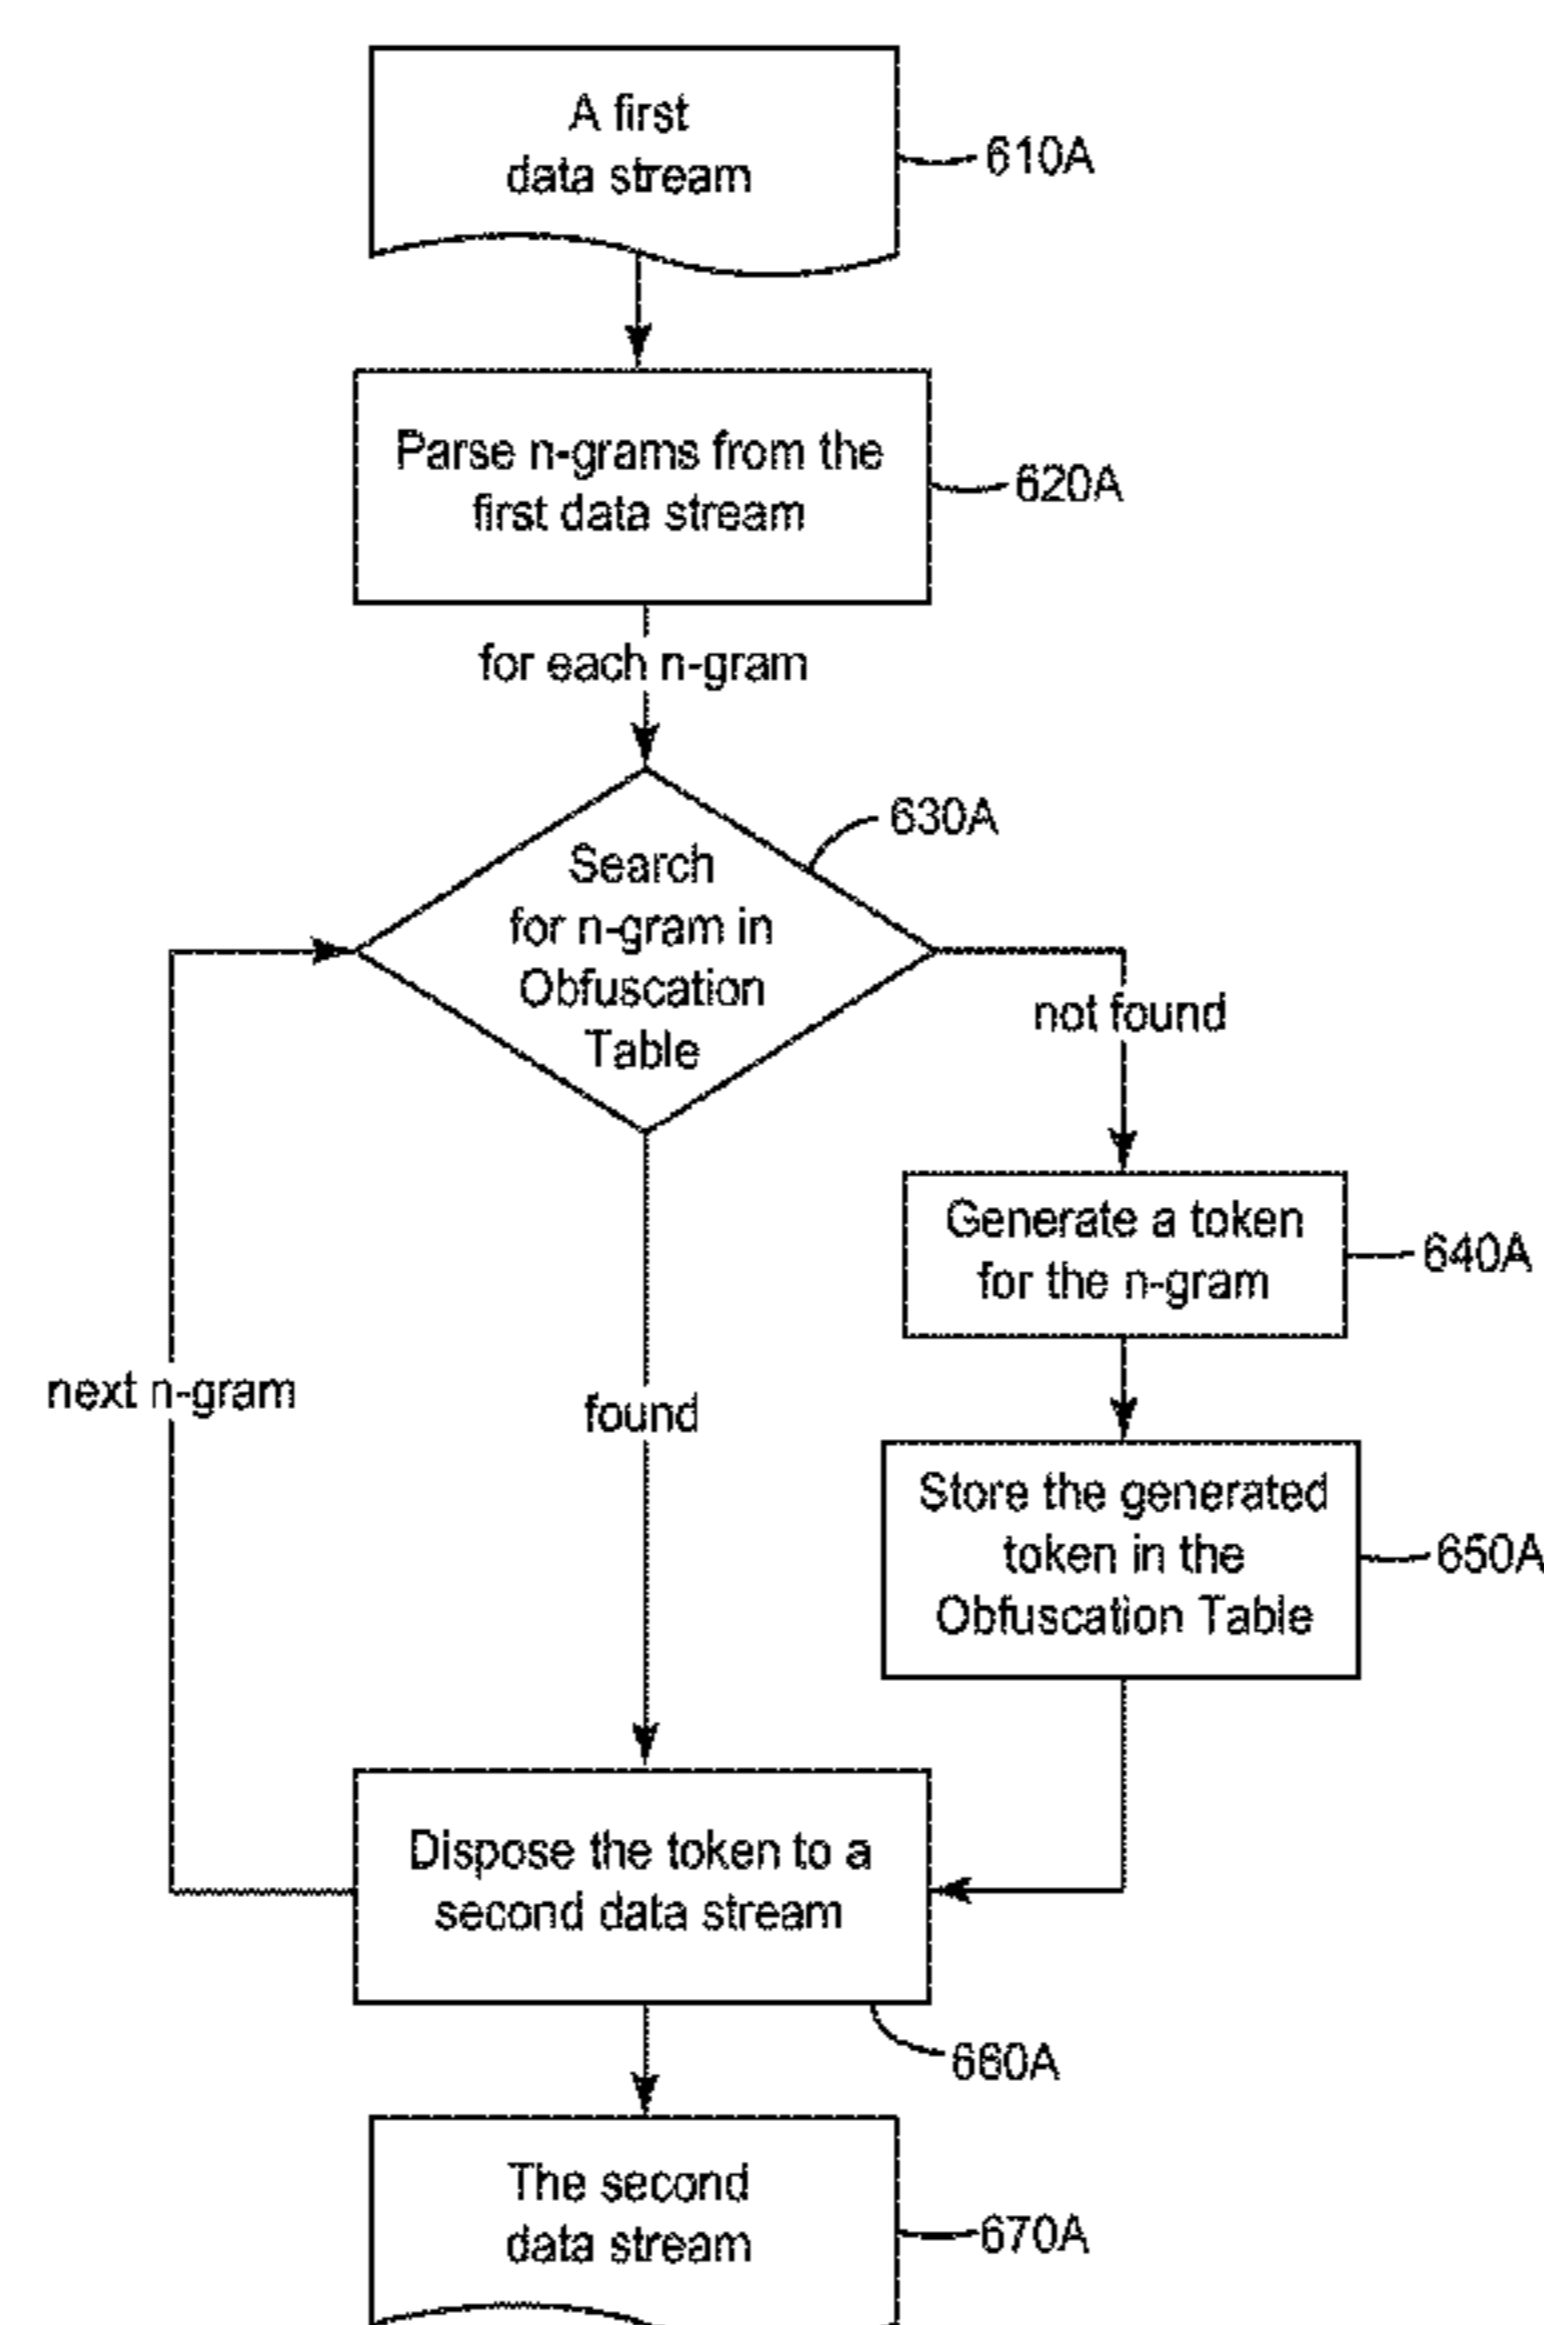 A first
data stream
610A
Parse n-grams from the
first data stream
620A
for each n-gram
630A
Search
for n-gram in
Obfuscation
Table
not found
Generate a token
for the n-gram
640A
next n-gram
found
Store the generated
token in the
Obfuscation Table
650A
Dispose the token to a
second data stream
660A
The second
data stream
670A